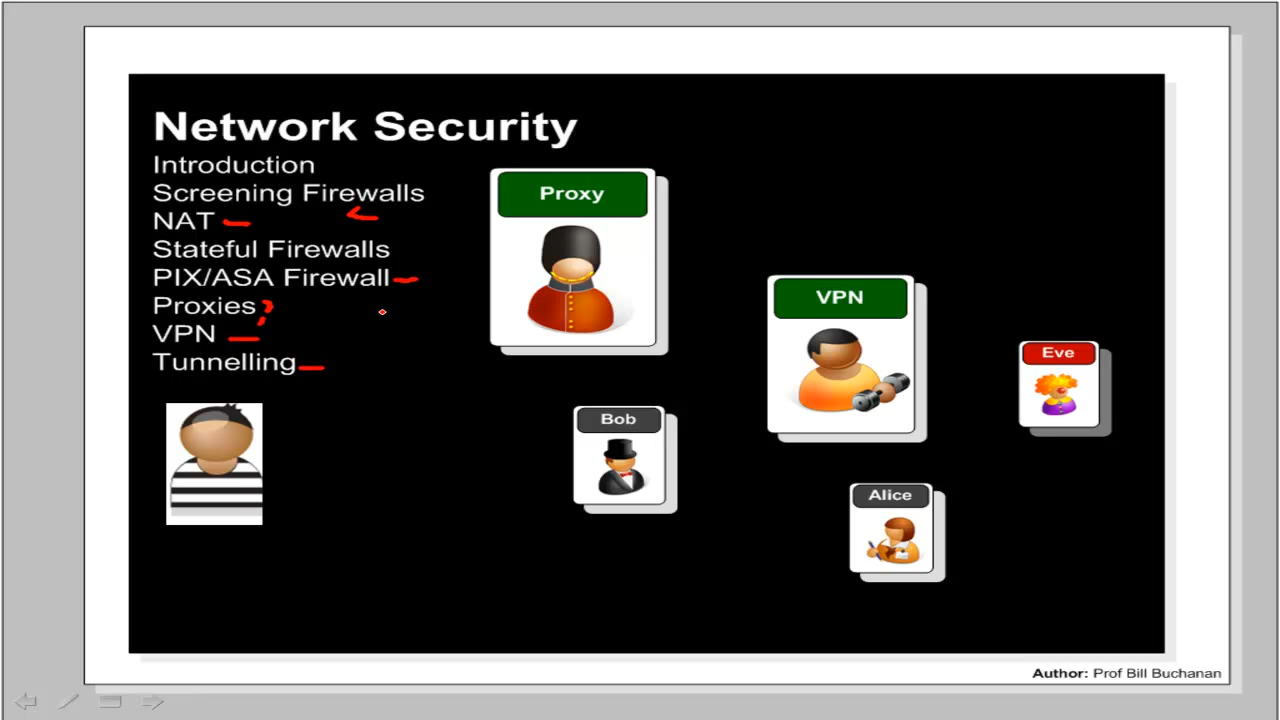 Network Security
Introduction
Screening Firewalls
NAT
Stateful Firewalls
PIX/ASA Firewall
Proxies
VPN
Tunnelling
Proxy
VPN
Eve
Bob
Alice
Author: Prof Bill Buchanan